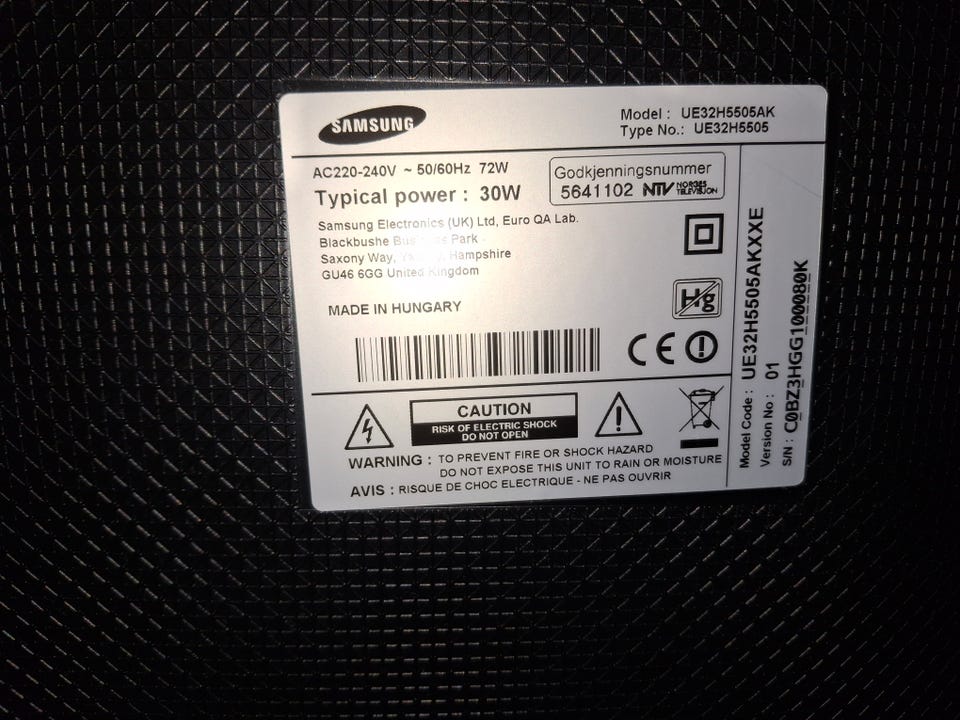 SAMSUNG
Model : UE32H5505AK
Type No.: UE32H5505
AC220-240V ~ 50/60Hz 72W
Typical power : 30W
Godkjenningsnummer
5641102 NTV NORGES TELEVISJON
Samsung Electronics (UK) Ltd, Euro QA Lab.
Blackbushe Park
Saxony Way, Hampshire
GU46 6GG United Kingdom
MADE IN HUNGARY
Hg
CE
CAUTION
RISK OF ELECTRIC SHOCK
DO NOT OPEN
WARNING : TO PREVENT FIRE OR SHOCK HAZARD
DO NOT EXPOSE THIS UNIT TO RAIN OR MOISTURE
AVIS : RISQUE DE CHOC ELECTRIQUE - NE PAS OUVRIR
Model Code : UE32H5505AKXXXE
Version No : 01
S/N : C0BZ3HGG100080K